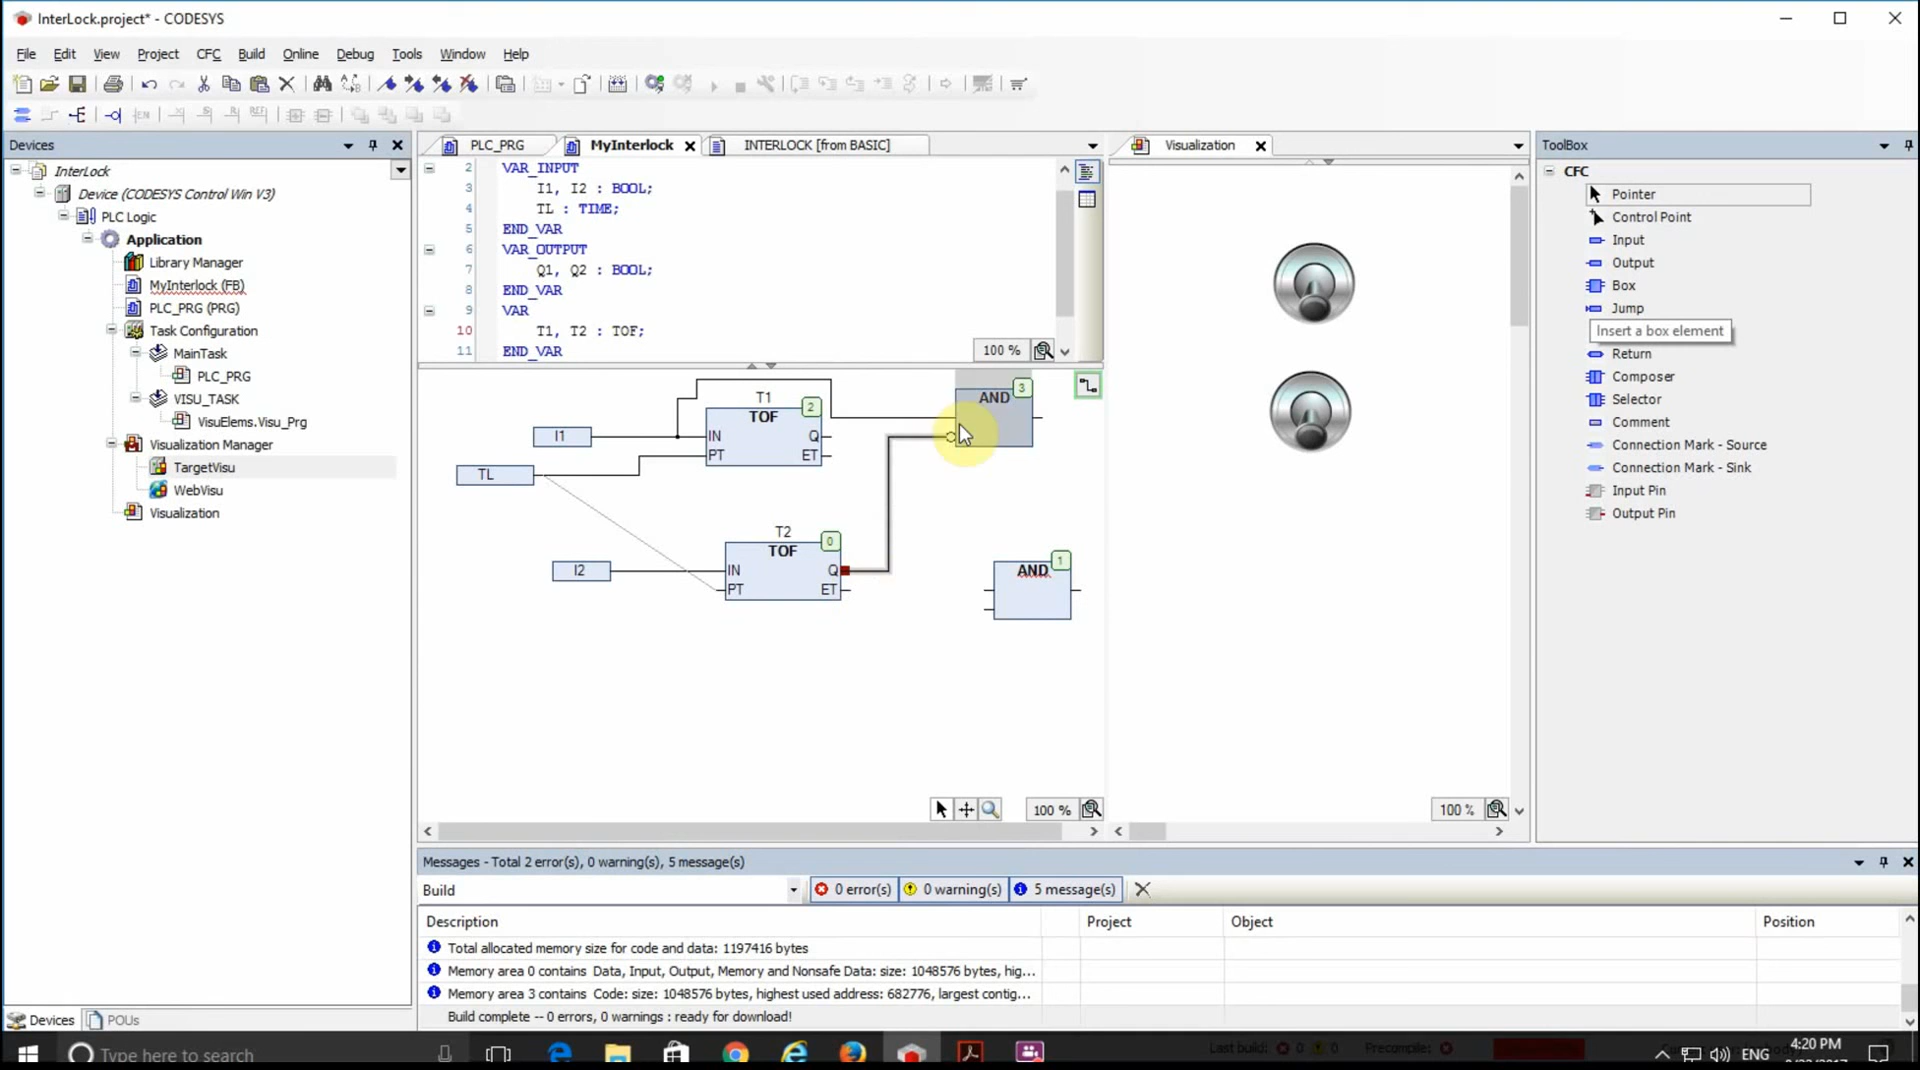 InterLock.project* - CODESYS
File Edit View Project CFC Build Online Debug Tools Window Help
Devices
InterLock
Device (CODESYS Control Win V3)
PLC Logic
Application
Library Manager
MyInterlock (FB)
PLC_PRG (PRG)
Task Configuration
MainTask
PLC_PRG
VISU_TASK
VisuElems.Visu_Prg
Visualization Manager
TargetVisu
WebVisu
Visualization
Devices POUs
PLC_PRG MyInterlock INTERLOCK [from BASIC]
2 VAR_INPUT
3 I1, I2 : BOOL;
4 TL : TIME;
5 END_VAR
6 VAR_OUTPUT
7 Q1, Q2 : BOOL;
8 END_VAR
9 VAR
10 T1, T2 : TOF;
11 END_VAR
100 %
T1
TOF
2
IN Q
PT ET
I1
TL
AND
3
T2
TOF
0
IN Q
PT ET
I2
AND
1
100 %
Visualization
100 %
ToolBox
CFC
Pointer
Control Point
Input
Output
Box
Jump
Insert a box element
Return
Composer
Selector
Comment
Connection Mark - Source
Connection Mark - Sink
Input Pin
Output Pin
Messages - Total 2 error(s), 0 warning(s), 5 message(s)
Build 0 error(s) 0 warning(s) 5 message(s)
Description Project Object Position
Total allocated memory size for code and data: 1197416 bytes
Memory area 0 contains Data, Input, Output, Memory and Nonsafe Data: size: 1048576 bytes, hig...
Memory area 3 contains Code: size: 1048576 bytes, highest used address: 682776, largest contig...
Build complete -- 0 errors, 0 warnings : ready for download!
Type here to search
Last build: 0 0 Precompile:
ENG
4:20 PM